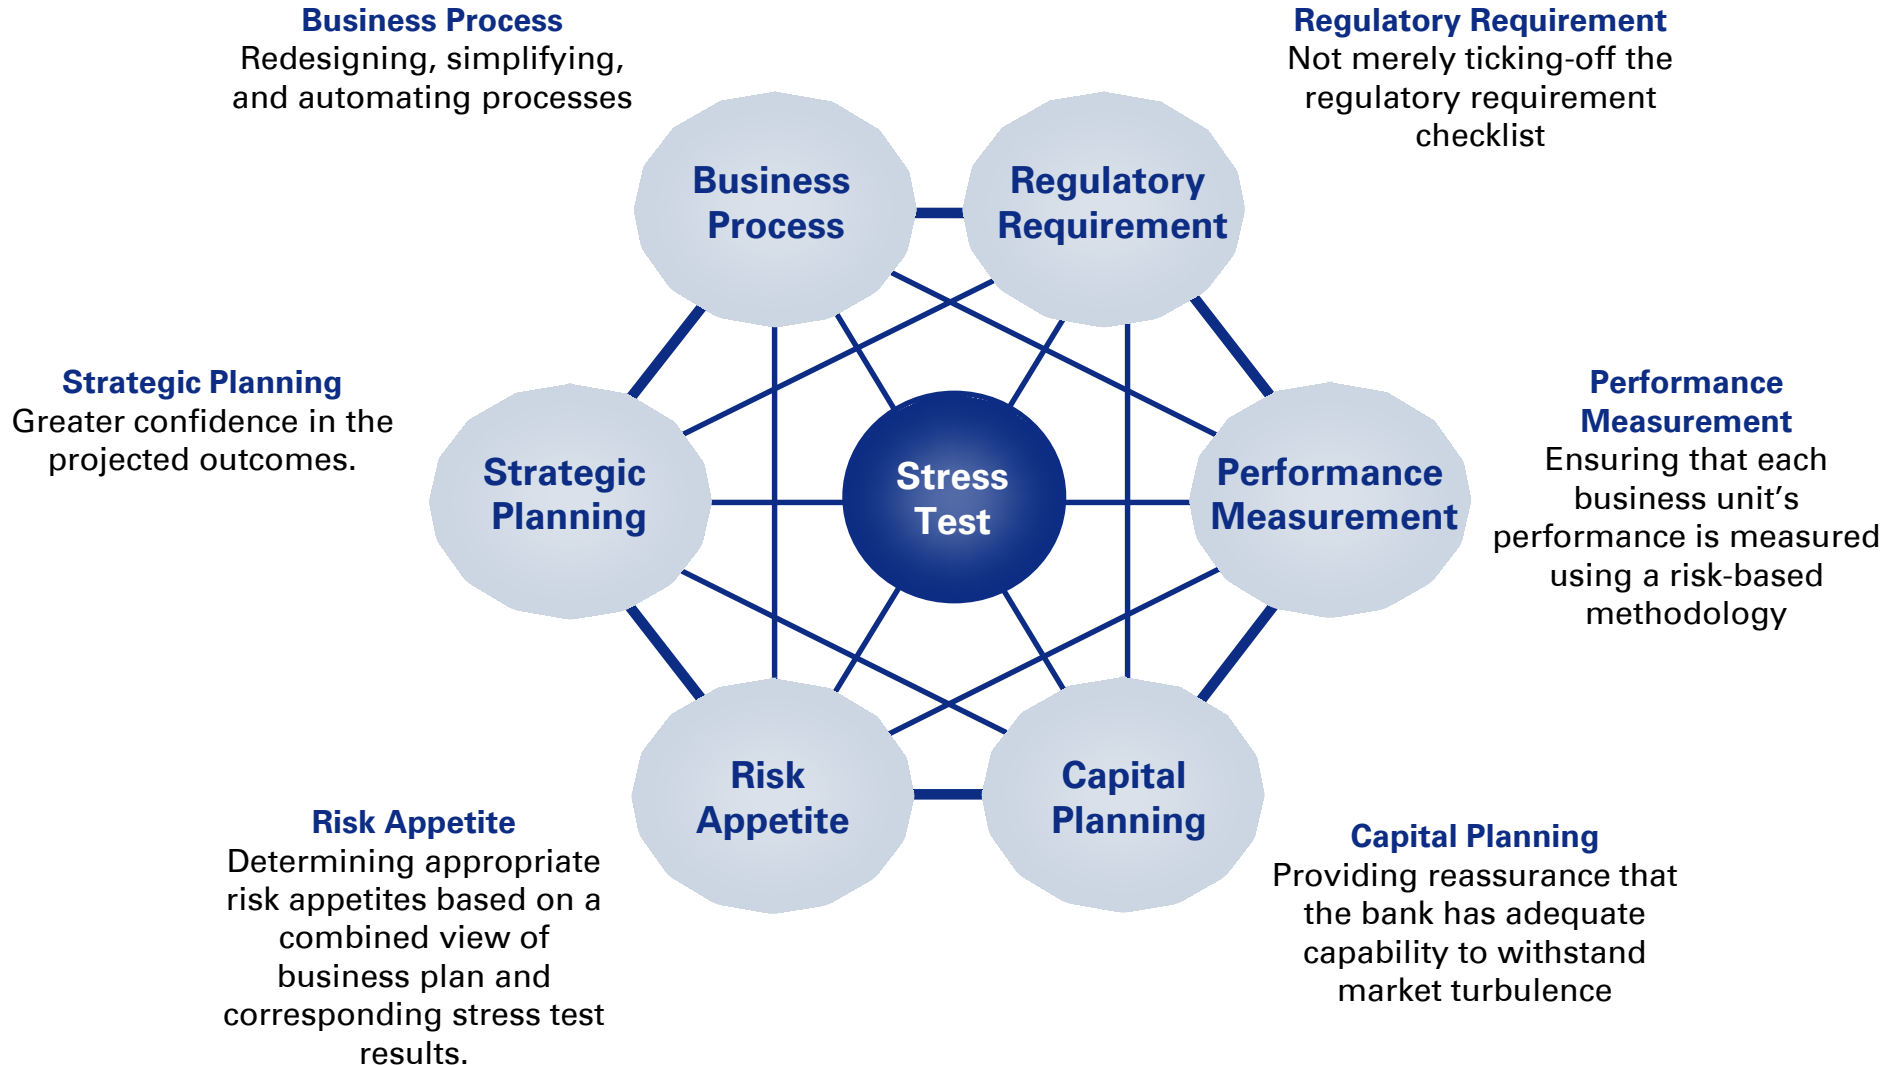 Business Process
Redesigning, simplifying,
and automating processes
Regulatory Requirement
Not merely ticking-off the
regulatory requirement
checklist
Business
Process
Regulatory
Requirement
Strategic Planning
Greater confidence in the
projected outcomes.
Strategic
Planning
Stress
Test
Performance
Measurement
Performance
Measurement
Ensuring that each
business unit’s
performance is measured
using a risk-based
methodology
Risk
Appetite
Capital
Planning
Risk Appetite
Determining appropriate
risk appetites based on a
combined view of
business plan and
corresponding stress test
results.
Capital Planning
Providing reassurance that
the bank has adequate
capability to withstand
market turbulence